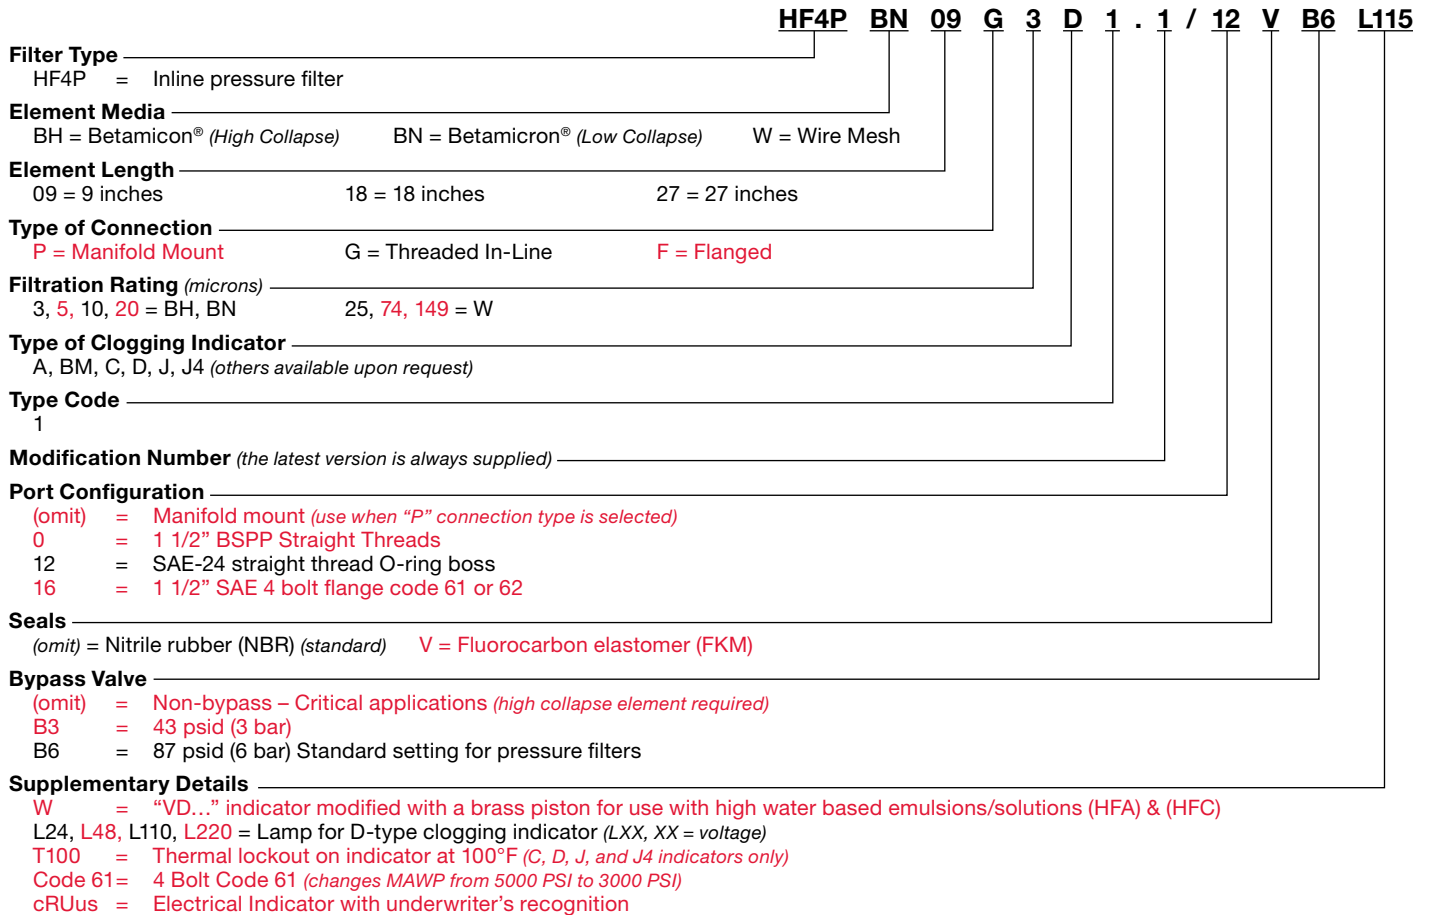 HF4P BN 09 G 3 D 1 . 1 / 12 V B6 L115
Filter Type
HF4P = Inline pressure filter
Element Media
BH = Betamicon® (High Collapse) BN = Betamicron® (Low Collapse) W = Wire Mesh
Element Length
09 = 9 inches 18 = 18 inches 27 = 27 inches
Type of Connection
P = Manifold Mount G = Threaded In-Line F = Flanged
Filtration Rating (microns)
3, 5, 10, 20 = BH, BN 25, 74, 149 = W
Type of Clogging Indicator
A, BM, C, D, J, J4 (others available upon request)
Type Code
1
Modification Number (the latest version is always supplied)
Port Configuration
(omit) = Manifold mount (use when “P” connection type is selected)
0 = 1 1/2” BSPP Straight Threads
12 = SAE-24 straight thread O-ring boss
16 = 1 1/2” SAE 4 bolt flange code 61 or 62
Seals
(omit) = Nitrile rubber (NBR) (standard) V = Fluorocarbon elastomer (FKM)
Bypass Valve
(omit) = Non-bypass – Critical applications (high collapse element required)
B3 = 43 psid (3 bar)
B6 = 87 psid (6 bar) Standard setting for pressure filters
Supplementary Details
W = “VD…” indicator modified with a brass piston for use with high water based emulsions/solutions (HFA) & (HFC)
L24, L48, L110, L220 = Lamp for D-type clogging indicator (LXX, XX = voltage)
T100 = Thermal lockout on indicator at 100°F (C, D, J, and J4 indicators only)
Code 61= 4 Bolt Code 61 (changes MAWP from 5000 PSI to 3000 PSI)
cRUus = Electrical Indicator with underwriter’s recognition